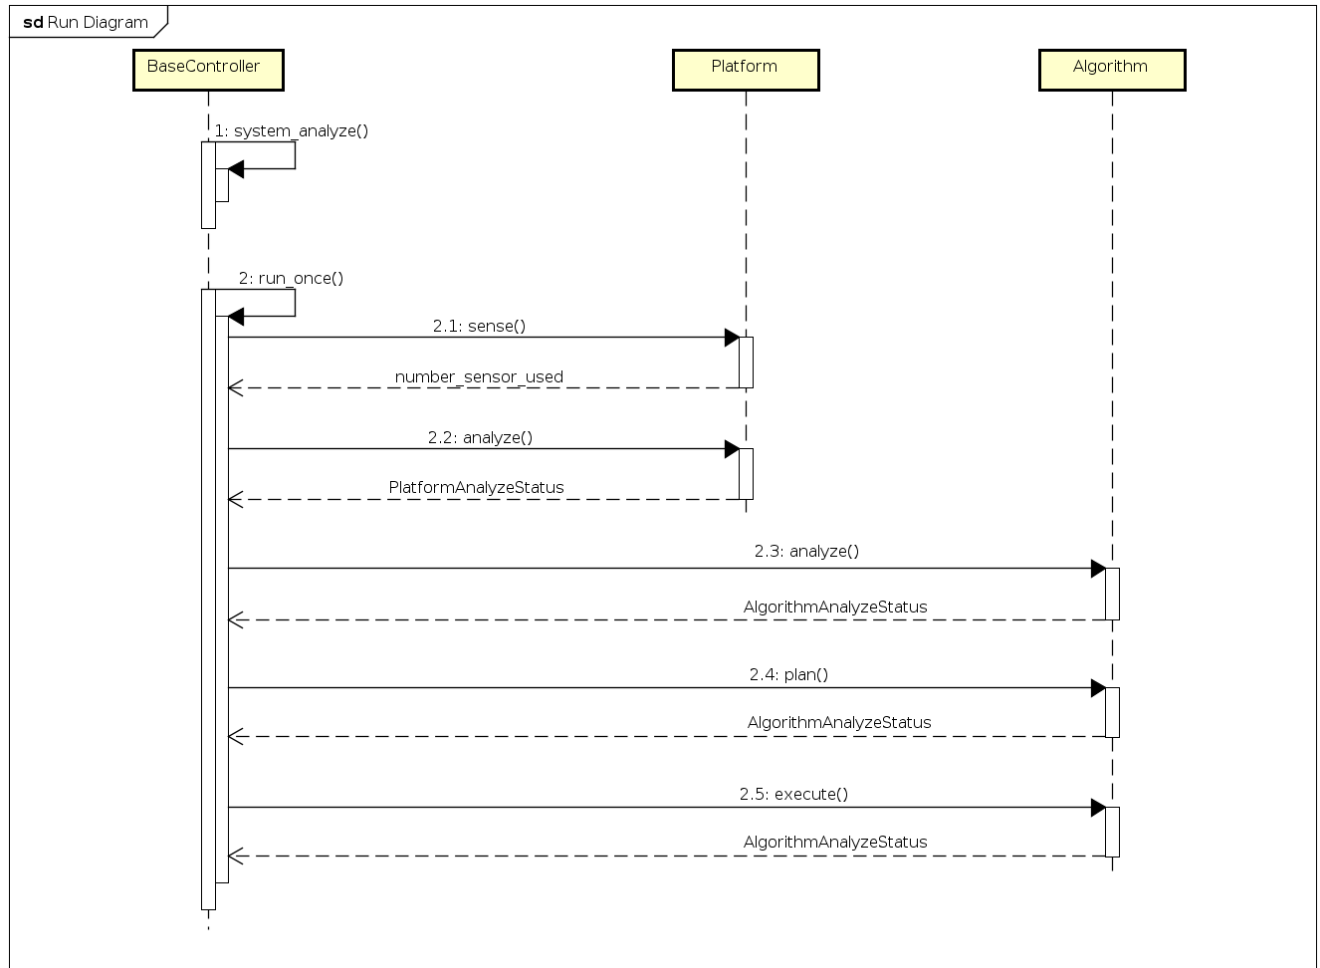 sd Run Diagram
BaseController
Platform
Algorithm
1: system_analyze()
2: run_once()
2.1: sense()
number_sensor_used
2.2: analyze()
PlatformAnalyzeStatus
2.3: analyze()
AlgorithmAnalyzeStatus
2.4: plan()
AlgorithmAnalyzeStatus
2.5: execute()
AlgorithmAnalyzeStatus